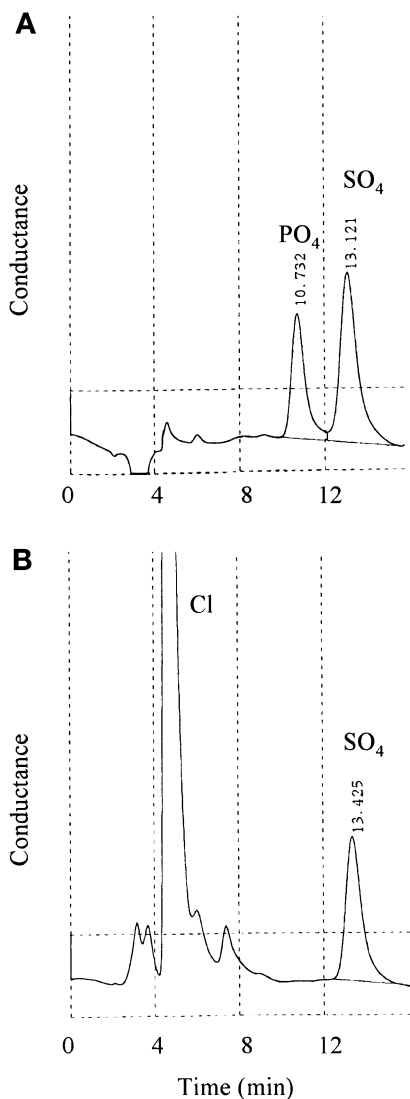 A
Conductance
PO4
10.732
SO4
13.121
0 4 8 12
B
Conductance
Cl
SO4
13.425
0 4 8 12
Time (min)